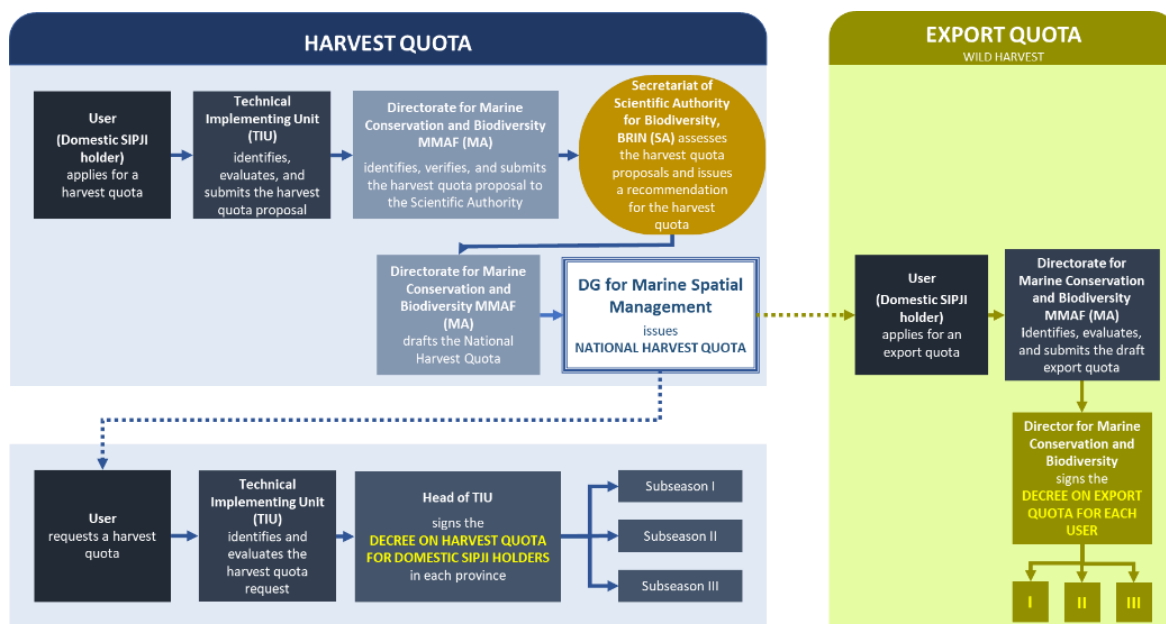 HARVEST QUOTA
User
(Domestic SIPJI
holder)
applies for a
harvest quota
Technical
Implementing Unit
(TIU)
identifies,
evaluates, and
submits the harvest
quota proposal
Directorate for Marine
Conservation and Biodiversity
MMAF (MA)
identifies, verifies, and submits
the harvest quota proposal to
the Scientific Authority
Secretariat of
Scientific Authority
for Biodiversity,
BRIN (SA) assesses
the harvest quota
proposals and issues
a recommendation
for the harvest
quota
Directorate for Marine
Conservation and
Biodiversity MMAF
(MA)
drafts the National
Harvest Quota
DG for Marine Spatial
Management
issues
NATIONAL HARVEST QUOTA
User
requests a harvest
quota
Technical
Implementing Unit
(TIU)
identifies and
evaluates the
harvest quota
request
Head of TIU
signs the
DECREE ON HARVEST QUOTA
FOR DOMESTIC SIPJI HOLDERS
in each province
Subseason I
Subseason II
Subseason III
EXPORT QUOTA
WILD HARVEST
User
(Domestic SIPJI
holder)
applies for an
export quota
Directorate for
Marine Conservation
and Biodiversity
MMAF (MA)
Identifies, evaluates,
and submits the draft
export quota
Director for Marine
Conservation and
Biodiversity
signs the
DECREE ON EXPORT
QUOTA FOR EACH
USER
I
II
III